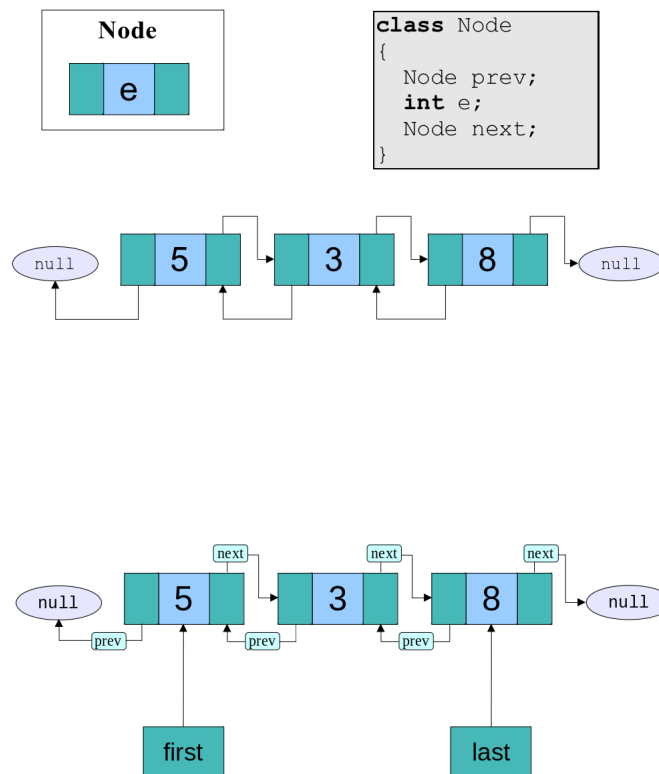 Node
e
class Node
{
Node prev;
int e;
Node next;
}
null 5 3 8 null
next next next
null 5 3 8 null
prev prev prev
first last